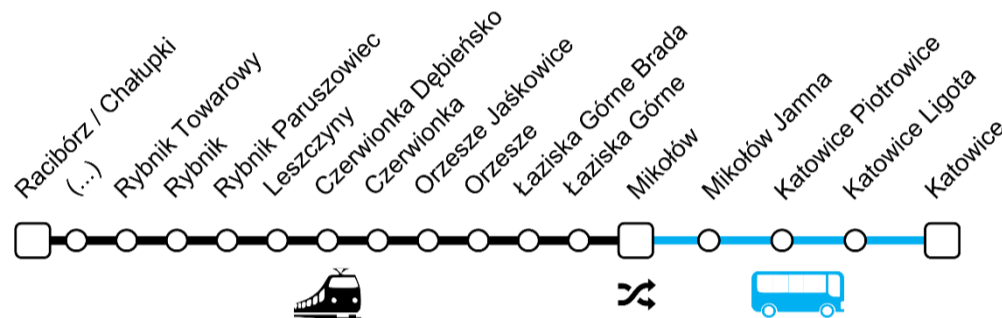 Racibórz / Chałupki
(...)
Rybnik Towarowy
Rybnik
Rybnik Paruszowiec
Leszczyny
Czerwionka Dębieńsko
Czerwionka
Orzesze Jaśkowice
Orzesze
Łaziska Górne Brada
Łaziska Górne
Mikołów
Mikołów Jamna
Katowice Piotrowice
Katowice Ligota
Katowice